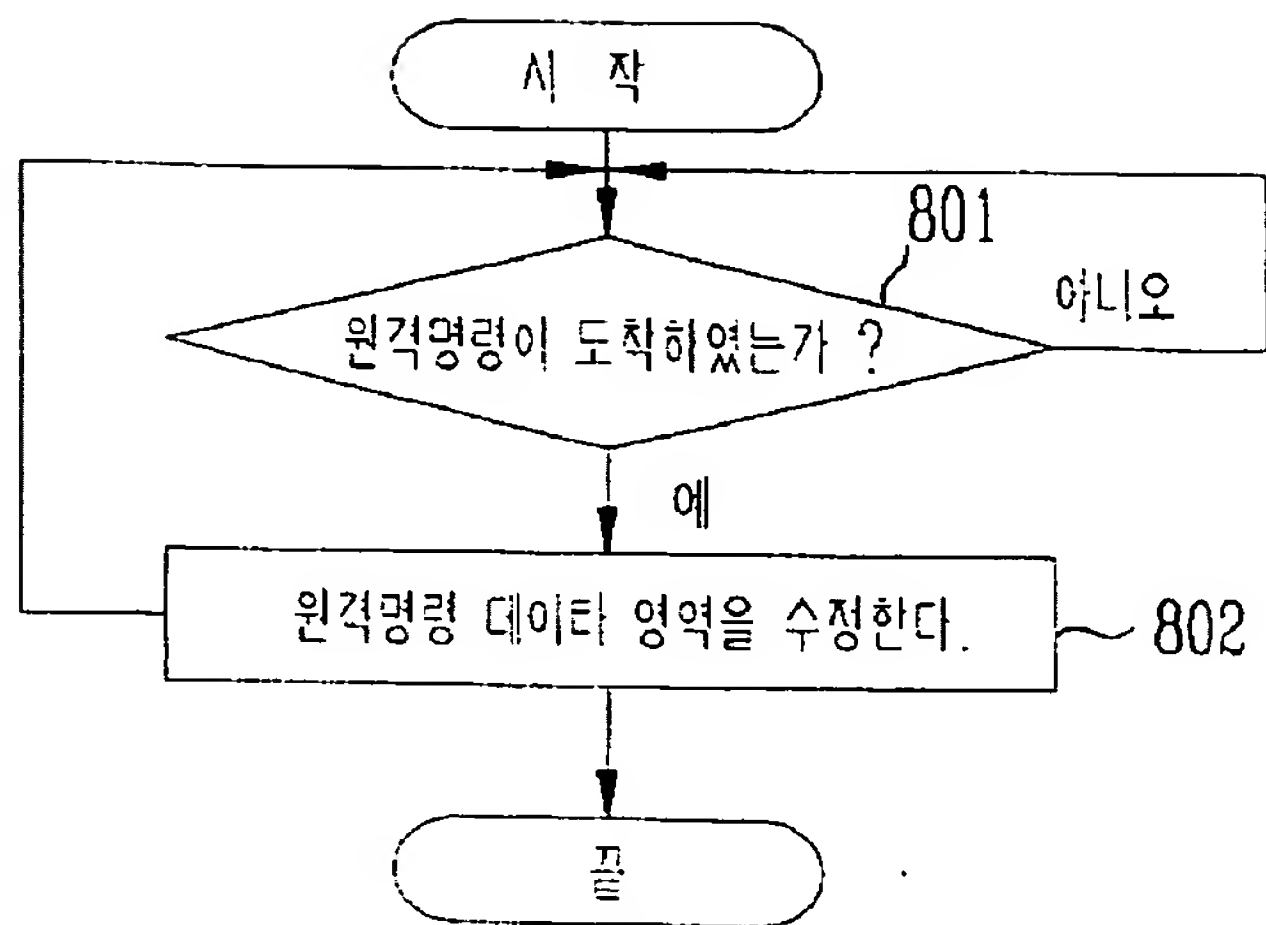 시 작
801
아니오
원격명령이 도착하였는가 ?
예
원격명령 데이타 영역을 수정한다.
802
끝